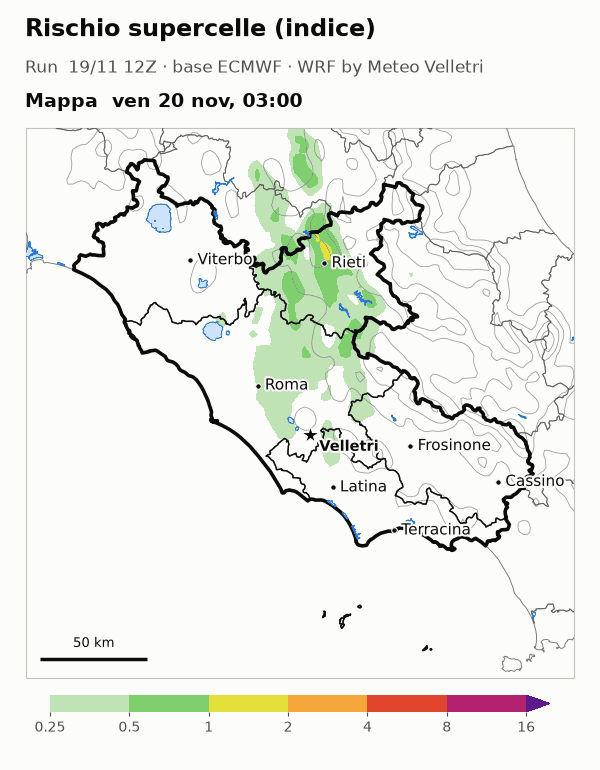 Rischio supercelle (indice)
Run  19/11 12Z · base ECMWF · WRF by Meteo Velletri
Mappa  ven 20 nov, 03:00
Viterbo
Rieti
Roma
Velletri
Frosinone
Latina
Cassino
Terracina
50 km
0.25 0.5 1 2 4 8 16